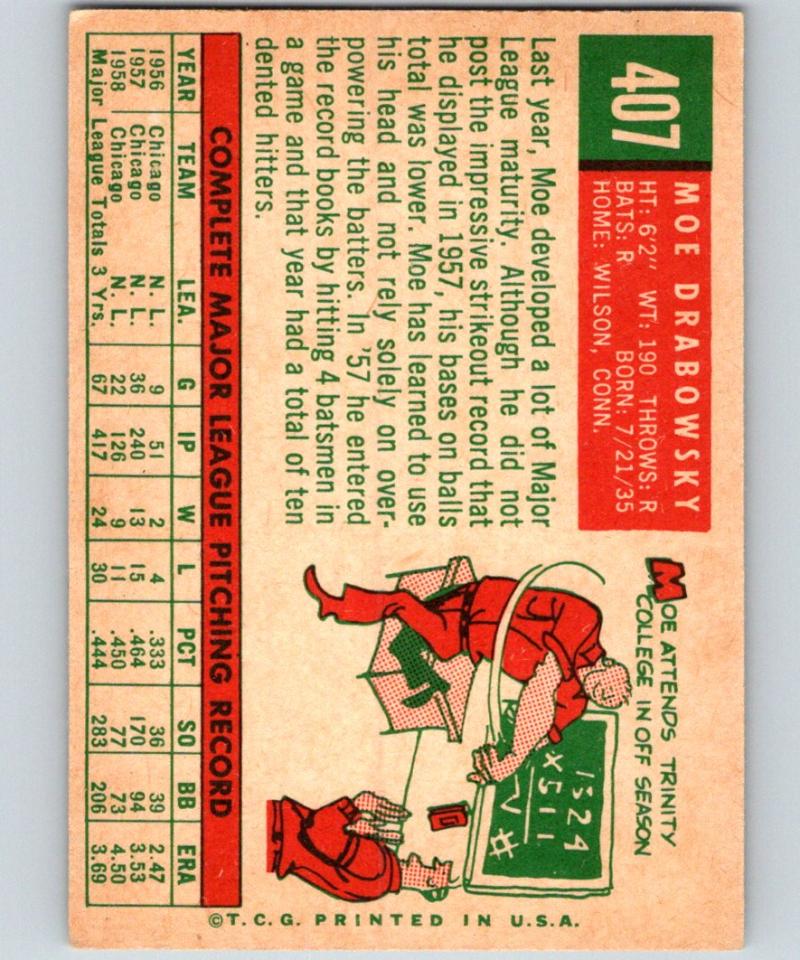 407
MOE DRABOWSKY
HT: 6'2" WT: 190 THROWS: R
BATS: R BORN: 7/21/35
HOME: WILSON, CONN.
Last year, Moe developed a lot of Major
League maturity. Although he did not
post the impressive strikeout record that
he displayed in 1957, his bases on balls
total was lower. Moe has learned to use
his head and not rely solely on over-
powering the batters. In '57 he entered
the record books by hitting 4 batsmen in
a game and that year had a total of ten
dented hitters.
MOE ATTENDS TRINITY
COLLEGE IN OFF SEASON
1324
X511
COMPLETE MAJOR LEAGUE PITCHING RECORD
YEAR TEAM LEA. G IP W L PCT SO BB ERA
1956 Chicago N. L. 9 51 2 4 .333 36 39 2.47
1957 Chicago N. L. 36 240 13 15 .464 170 94 3.53
1958 Chicago N. L. 22 126 9 11 .450 77 73 4.50
Major League Totals 3 Yrs. 67 417 24 30 .444 283 206 3.69
©T.C.G. PRINTED IN U.S.A.